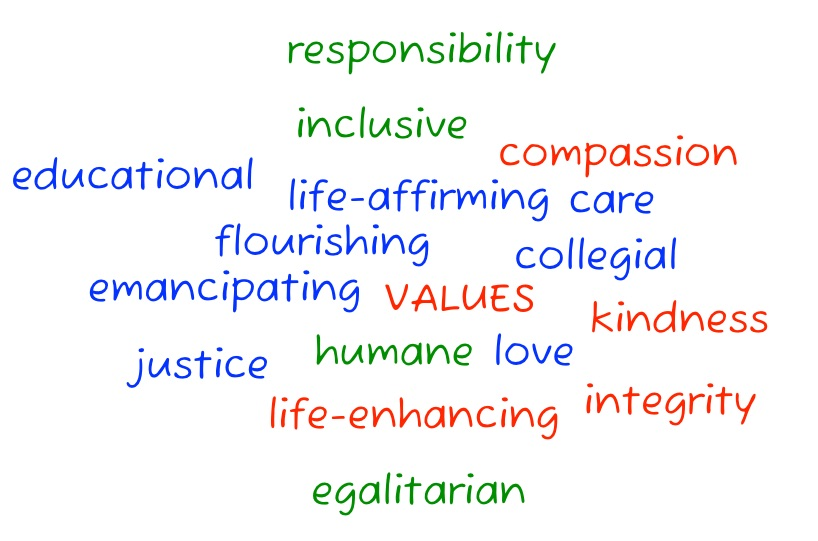 responsibility
inclusive
compassion
educational
life-affirming care
flourishing
collegial
emancipating VALUES
kindness
justice
humane love
life-enhancing
integrity
egalitarian